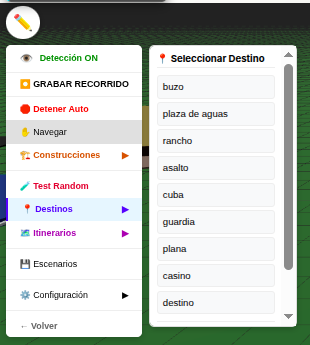 Detección ON
GRABAR RECORRIDO
Detener Auto
Navegar
Construcciones
Test Random
Destinos
Itinerarios
Escenarios
Configuración
← Volver
Seleccionar Destino
buzo
plaza de aguas
rancho
asalto
cuba
guardia
plana
casino
destino